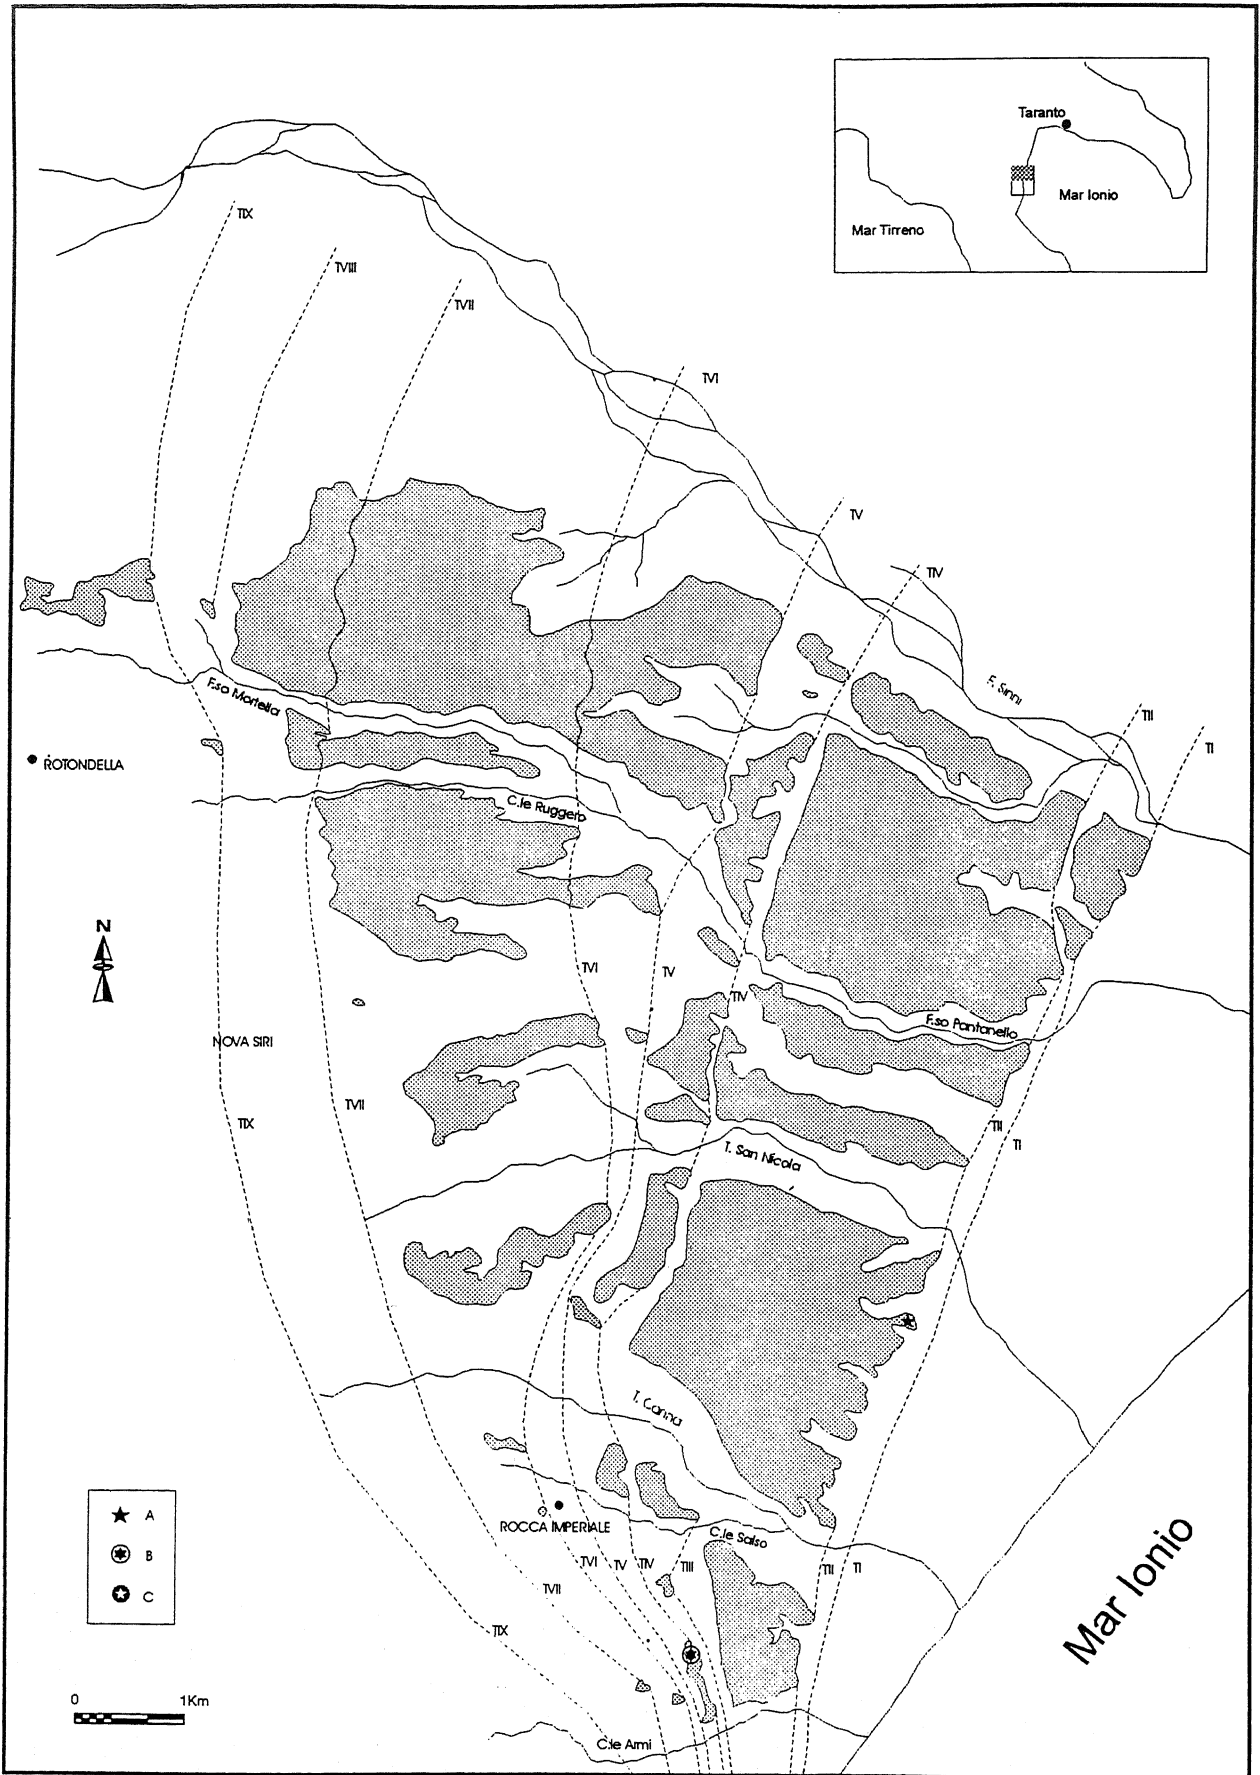 Taranto
Mar Ionio
Mar Tirreno
TIX
TVIII
TVII
TVI
TV
TIV
F. Sinni
TII
TI
F.so Mortella
ROTONDELLA
C.le Ruggero
N
TVI
TV
TIV
F.so Pantanello
NOVA SIRI
TIX
TVII
TII
TI
T. San Nicola
T. Canna
A
B
C
ROCCA IMPERIALE
C.le Salso
TVI
TV
TIV
TIII
TII
TI
TVII
TIX
Mar Ionio
0 1Km
C.le Armi